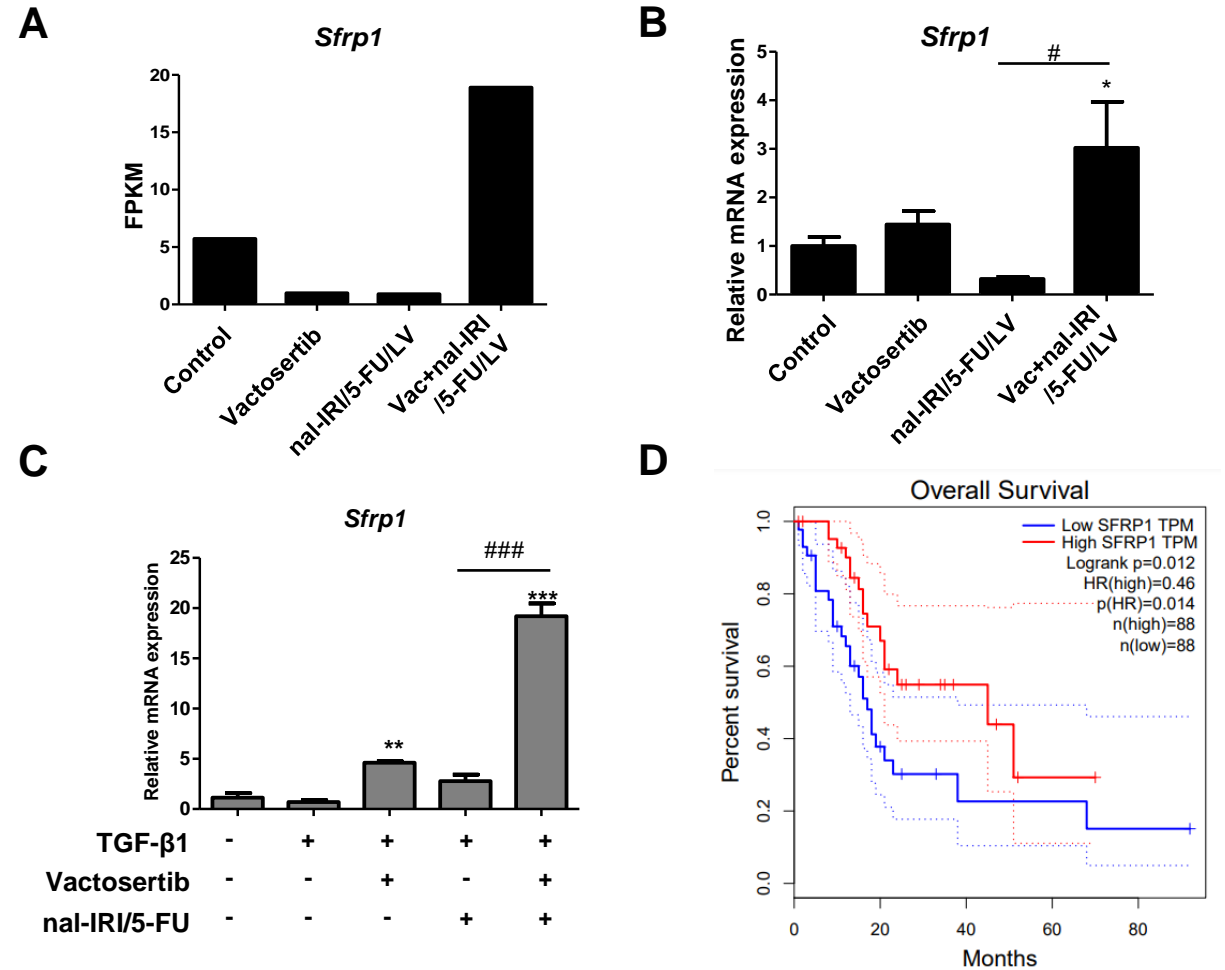 A
Sfrp1
FPKM
20
15
10
5
0
Control
Vactosertib
nal-IRI/5-FU/LV
Vac+nal-IRI
/5-FU/LV
B
Sfrp1
Relative mRNA expression
5
4
3
2
1
0
#
*
Control
Vactosertib
nal-IRI/5-FU/LV
Vac+nal-IRI
/5-FU/LV
C
Sfrp1
Relative mRNA expression
25
20
15
10
5
0
**
###
***
TGF-β1 - + + + +
Vactosertib - - + - +
nal-IRI/5-FU - - - + +
D
Overall Survival
Percent survival
1.0
0.8
0.6
0.4
0.2
0.0
Low SFRP1 TPM
High SFRP1 TPM
Logrank p=0.012
HR(high)=0.46
p(HR)=0.014
n(high)=88
n(low)=88
0 20 40 60 80
Months